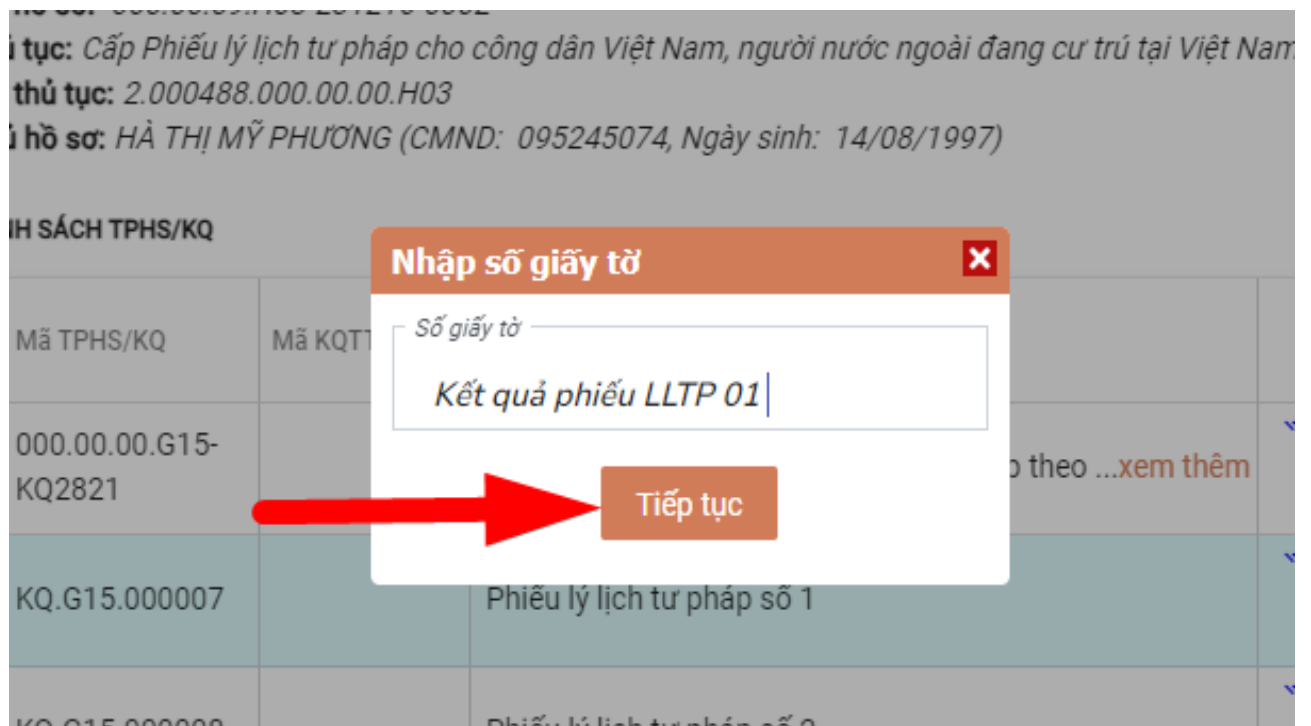 tục: Cấp Phiếu lý lịch tư pháp cho công dân Việt Nam, người nước ngoài đang cư trú tại Việt Nam
thủ tục: 2.000488.000.00.00.H03
hồ sơ: HÀ THỊ MỸ PHƯƠNG (CMND: 095245074, Ngày sinh: 14/08/1997)
SÁCH TPHS/KQ
Nhập số giấy tờ
Số giấy tờ
Mã TPHS/KQ
Mã KQTT
Kết quả phiếu LLTP 01
000.00.00.G15-
KQ2821
theo ...xem thêm
Tiếp tục
KQ.G15.000007
Phiếu lý lịch tư pháp số 1